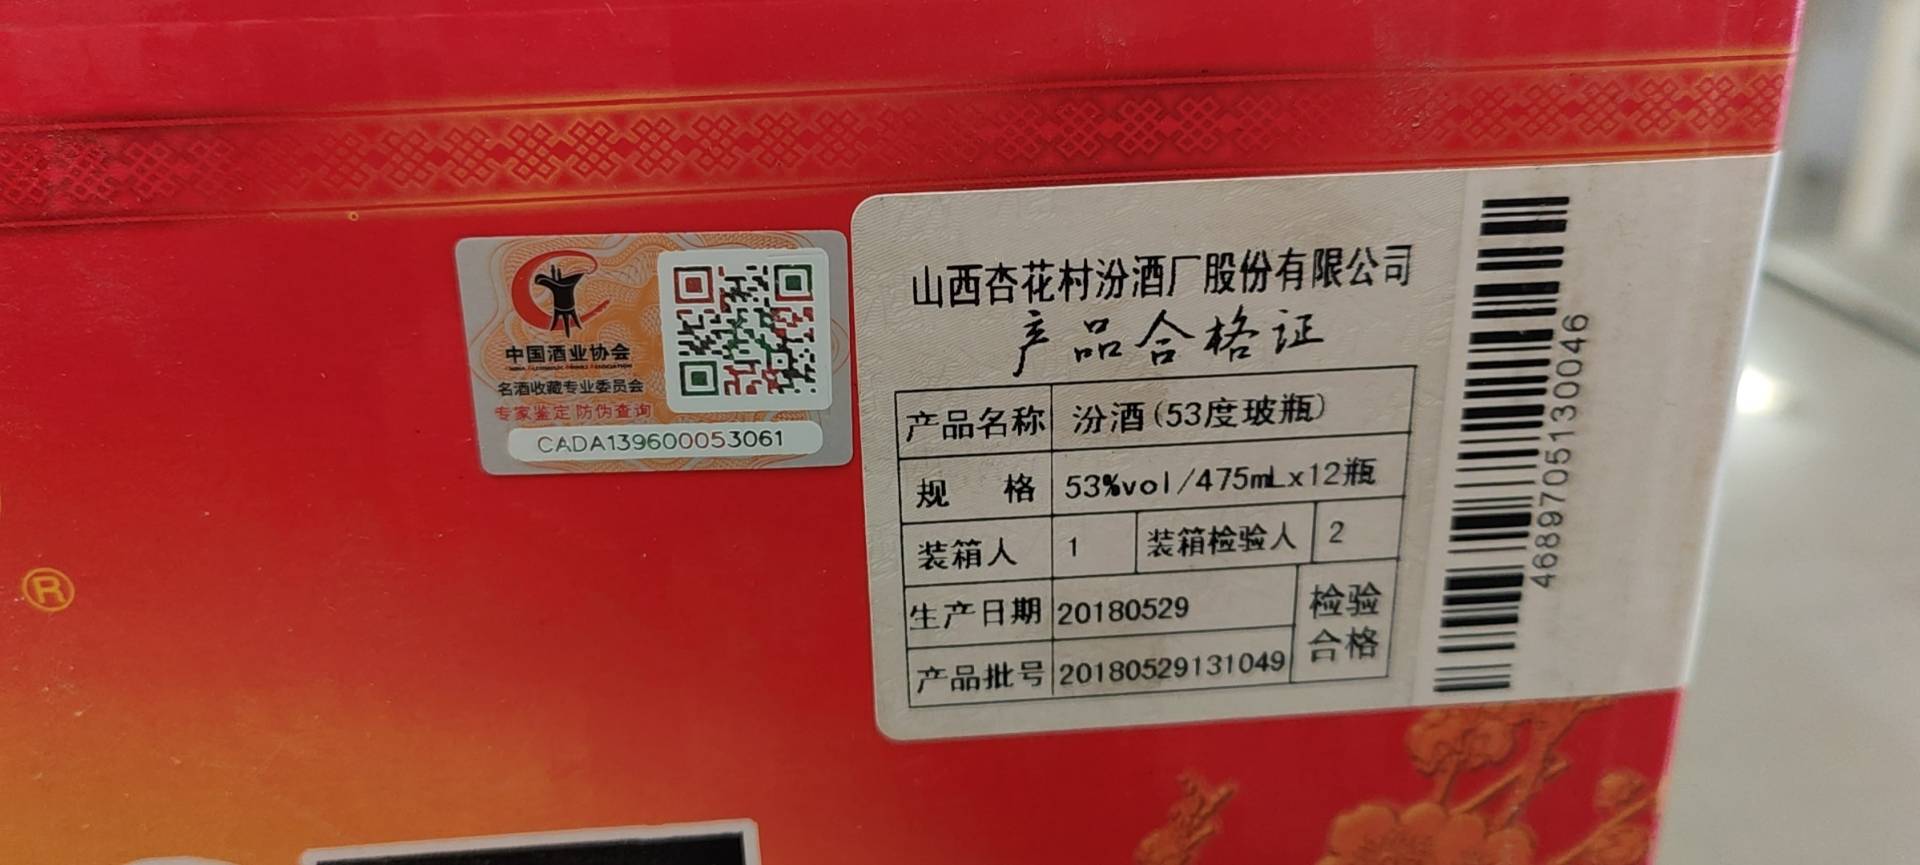 中国酒业协会
名酒收藏专业委员会
专家鉴定 防伪查询
CADA139600053061
山西杏花村汾酒厂股份有限公司
产品合格证
产品名称 汾酒(53度玻瓶)
规格 53%vol/475mLx12瓶
装箱人 1 装箱检验人 2
生产日期 20180529 检验
产品批号 20180529131049 合格
4689705130046
®